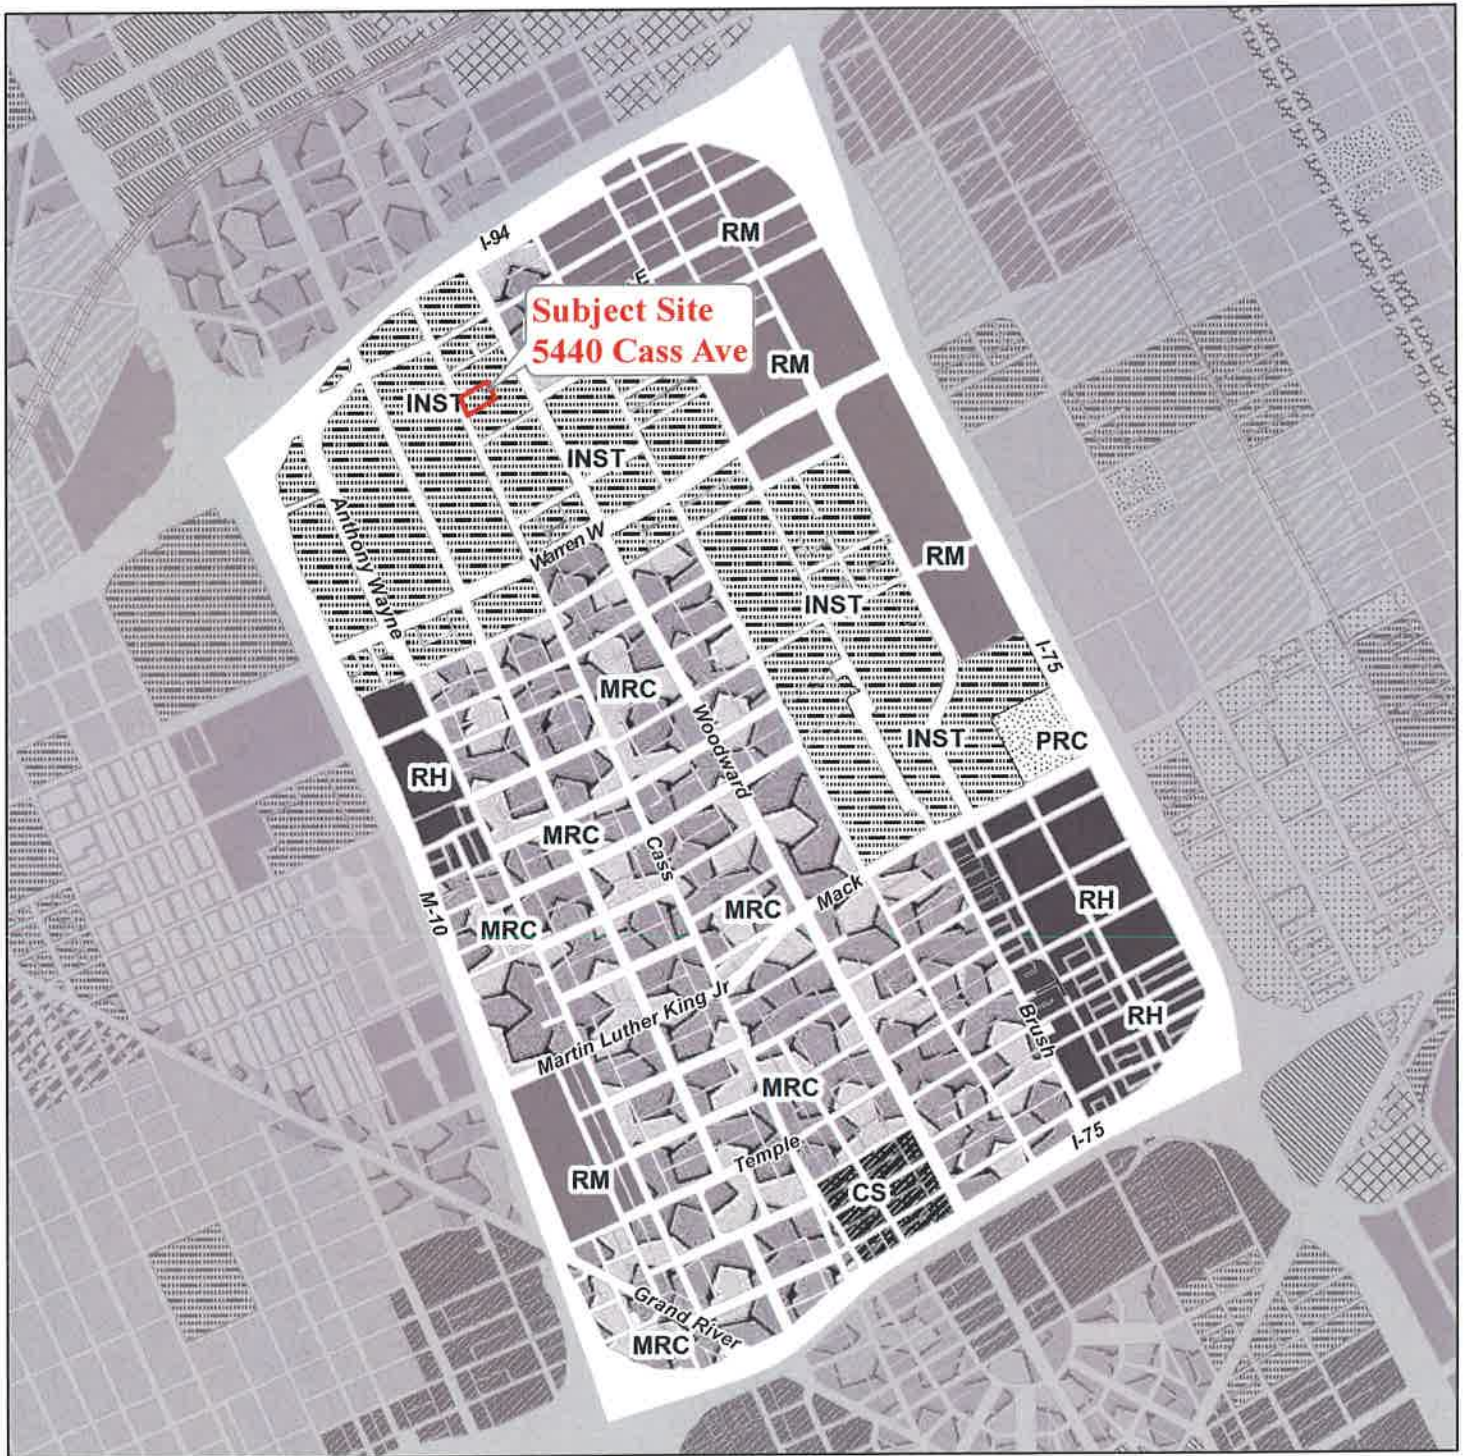 RM
I-94
E
Subject Site
5440 Cass Ave
RM
INST
INST
Anthony Wayne
Warren W
RM
INST
I-75
MRC
Woodward
INST
PRC
RH
MRC
Cass
Mack
RH
M-10
MRC
MRC
Martin Luther King Jr
Brush
RH
MRC
I-75
Temple
RM
CS
Grand River
MRC